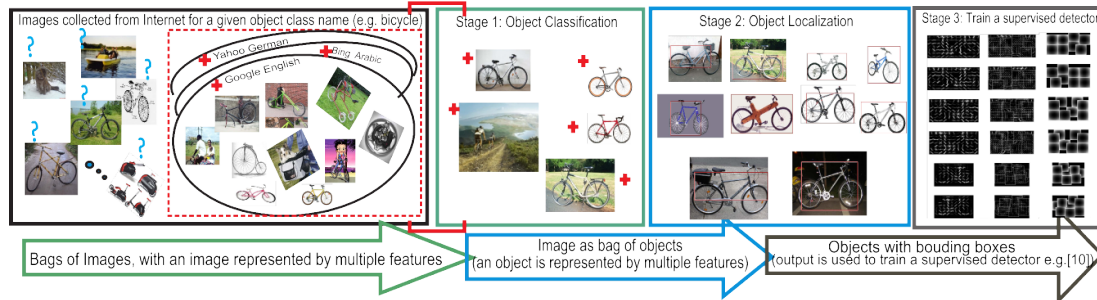 Images collected from Internet for a given object class name (e.g. bicycle)
? ? ? ? ? ?
Yahoo German
Bing Arabic
Google English
Stage 1: Object Classification
Stage 2: Object Localization
Stage 3: Train a supervised detector
Bags of Images, with an image represented by multiple features
Image as bag of objects
(an object is represented by multiple features)
Objects with bouding boxes
(output is used to train a supervised detector e.g.[10])